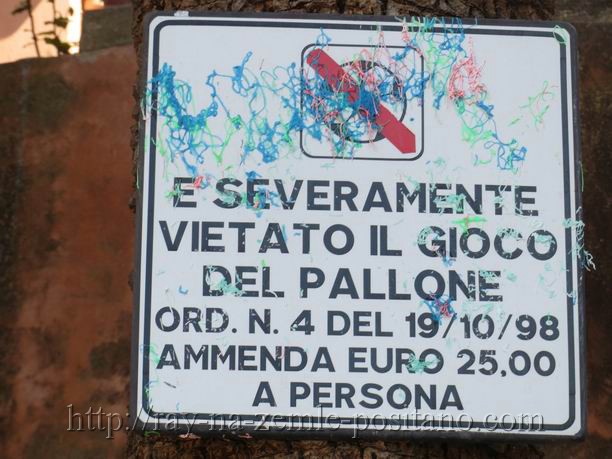 E SEVERAMENTE
VIETATO IL GIOCO
DEL PALLONE
ORD. N. 4 DEL 19/10/98
AMMENDA EURO 25,00
A PERSONA
http://ray-na-zemle-positano.com/